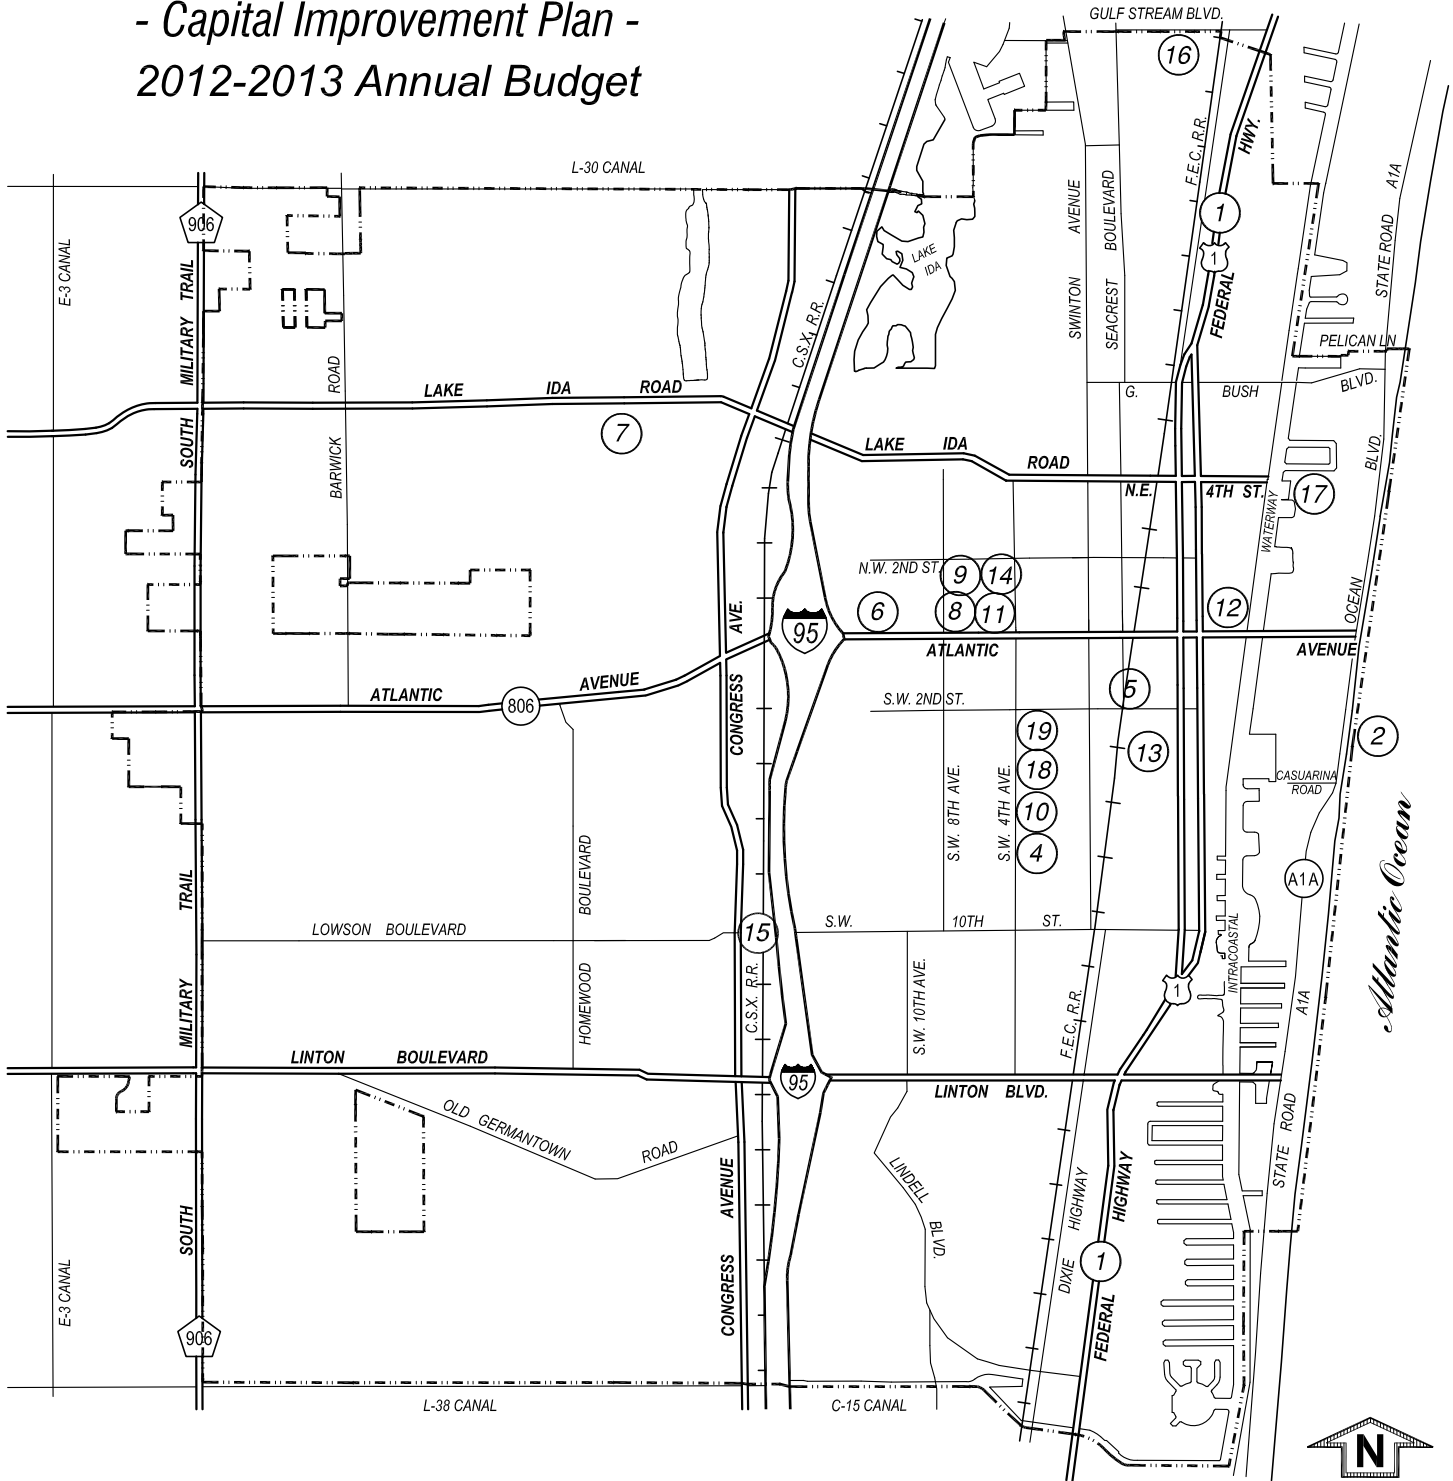 - Capital Improvement Plan -
2012-2013 Annual Budget
GULF STREAM BLVD.
16
L-30 CANAL
F.E.C. R.R.
HWY.
STATE ROAD A1A
906
E-3 CANAL
SOUTH MILITARY TRAIL
1
1
FEDERAL
LAKE
IDA
SWINTON AVENUE
SEACREST BOULEVARD
C.S.X. R.R.
PELICAN LN
BARWICK ROAD
LAKE IDA ROAD
G. BUSH BLVD.
7
LAKE IDA ROAD
N.E. 4TH ST.
17
WATERWAY
OCEAN BLVD.
N.W. 2ND ST.
9
14
6
8
11
12
95
ATLANTIC AVENUE
CONGRESS AVE.
ATLANTIC AVENUE
806
5
S.W. 2ND ST.
19
13
2
18
10
4
S.W. 8TH AVE.
S.W. 4TH AVE.
CASUARINA
ROAD
A1A
Atlantic Ocean
SOUTH MILITARY TRAIL
HOMEWOOD BOULEVARD
LOWSON BOULEVARD
15
S.W. 10TH ST.
INTRACOASTAL
C.S.X. R.R.
S.W. 10TH AVE.
F.E.C. R.R.
1
STATE ROAD A1A
LINTON BOULEVARD
95
LINTON BLVD.
OLD GERMANTOWN ROAD
LINDELL BLVD.
CONGRESS AVENUE
DIXIE HIGHWAY
FEDERAL HIGHWAY
1
E-3 CANAL
906
L-38 CANAL
C-15 CANAL
N